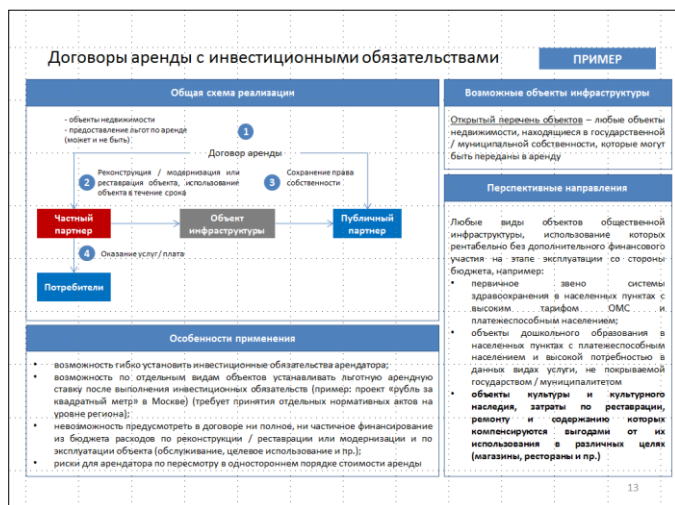 Договоры аренды с инвестиционными обязательствами
ПРИМЕР
Общая схема реализации
- объекты недвижимости
- предоставление льгот по аренде
(может и не быть)
1
Договор аренды
2
Реконструкция / модернизация или
реставрация объекта, использование
объекта в течение срока
3
Сохранение права
собственности
Частный
партнер
Объект
инфраструктуры
Публичный
партнер
4
Оказание услуг / плата
Потребители
Особенности применения
• возможность гибко установить инвестиционные обязательства арендатора;
• возможность по отдельным видам объектов устанавливать льготную арендную
ставку после выполнения инвестиционных обязательств (пример: проект «рубль за
квадратный метр» в Москве) (требует принятия отдельных нормативных актов на
уровне региона);
• невозможность предусмотреть в договоре ни полное, ни частичное финансирование
из бюджета расходов по реконструкции / реставрации или модернизации и по
эксплуатации объекта (обслуживание, целевое использование и пр.);
• риски для арендатора по пересмотру в одностороннем порядке стоимости аренды
Возможные объекты инфраструктуры
Открытый перечень объектов – любые объекты
недвижимости, находящиеся в государственной
/ муниципальной собственности, которые могут
быть переданы в аренду
Перспективные направления
Любые виды объектов общественной
инфраструктуры, использование которых
рентабельно без дополнительного финансового
участия на этапе эксплуатации со стороны
бюджета, например:
• первичное звено системы
здравоохранения в населенных пунктах с
высоким тарифом ОМС и
платежеспособным населением;
• объекты дошкольного образования в
населенных пунктах с платежеспособным
населением и высокой потребностью в
данных видах услуги, не покрываемой
государством / муниципалитетом
• объекты культуры и культурного
наследия, затраты по реставрации,
ремонту и содержанию которых
компенсируются выгодами от их
использования в различных целях
(магазины, рестораны и пр.)
13